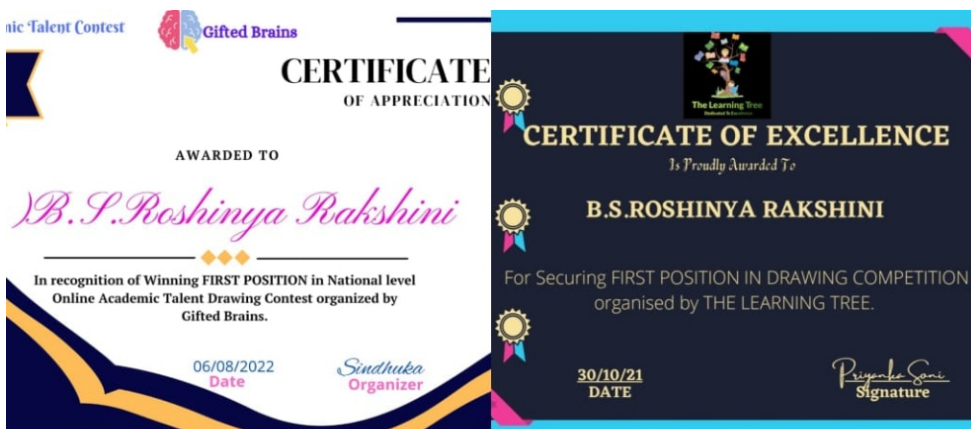 nic Talent Contest
Gifted Brains
CERTIFICATE
OF APPRECIATION
AWARDED TO
)B.S.Roshinya Rakshini
In recognition of Winning FIRST POSITION in National level
Online Academic Talent Drawing Contest organized by
Gifted Brains.
06/08/2022
Date
Sindhuka
Organizer
The Learning Tree
Dedicated To Excellence
CERTIFICATE OF EXCELLENCE
Is Proudly Awarded To
B.S.ROSHINYA RAKSHINI
For Securing FIRST POSITION IN DRAWING COMPETITION
organised by THE LEARNING TREE.
30/10/21
DATE
Priyanka Soni
Signature